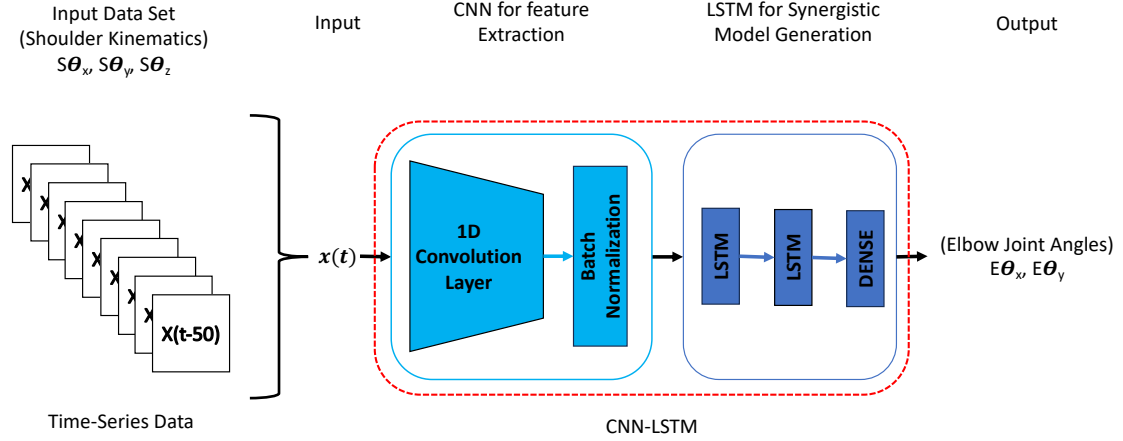 Input Data Set
(Shoulder Kinematics)
Sθx, Sθy, Sθz
Input
CNN for feature
Extraction
LSTM for Synergistic
Model Generation
Output
X
X
X
X
X
X
X
X
X(t-50)
x(t)
1D
Convolution
Layer
Batch
Normalization
LSTM
LSTM
DENSE
(Elbow Joint Angles)
Eθx, Eθy
Time-Series Data
CNN-LSTM